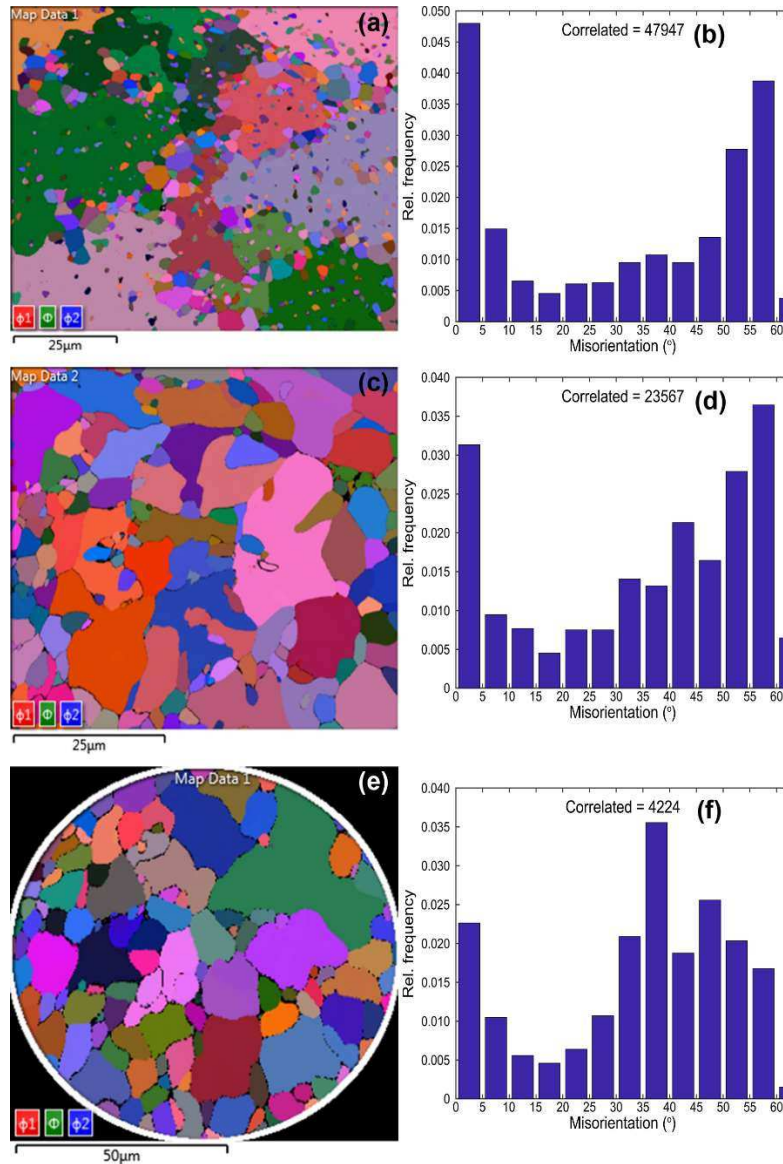 Map Data 1
(a)
ϕ1 Φ ϕ2
25µm
(b)
Correlated = 47947
Rel. frequency
0.050
0.045
0.040
0.035
0.030
0.025
0.020
0.015
0.010
0.005
0
0 5 10 15 20 25 30 35 40 45 50 55 60
Misorientation (°)
Map Data 2
(c)
ϕ1 Φ ϕ2
25µm
(d)
Correlated = 23567
Rel. frequency
0.040
0.035
0.030
0.025
0.020
0.015
0.010
0.005
0
0 5 10 15 20 25 30 35 40 45 50 55 60
Misorientation (°)
Map Data 1
(e)
ϕ1 Φ ϕ2
50µm
(f)
Correlated = 4224
Rel. frequency
0.040
0.035
0.030
0.025
0.020
0.015
0.010
0.005
0.000
0 5 10 15 20 25 30 35 40 45 50 55 60
Misorientation (°)